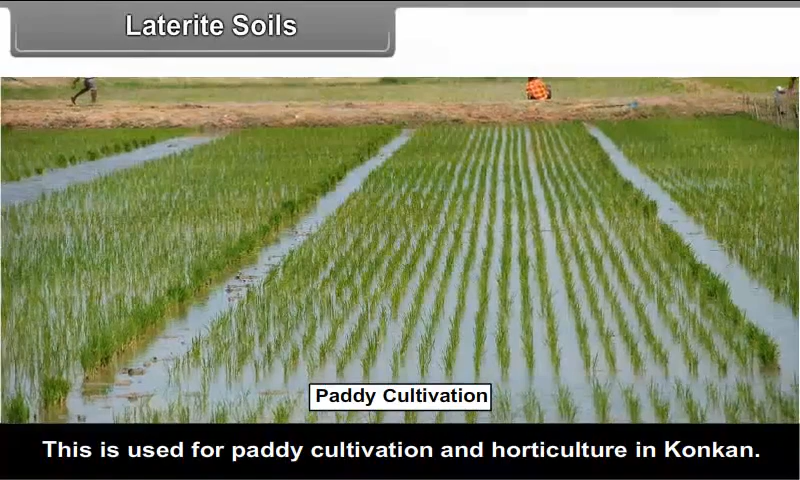 Laterite Soils
Paddy Cultivation
This is used for paddy cultivation and horticulture in Konkan.